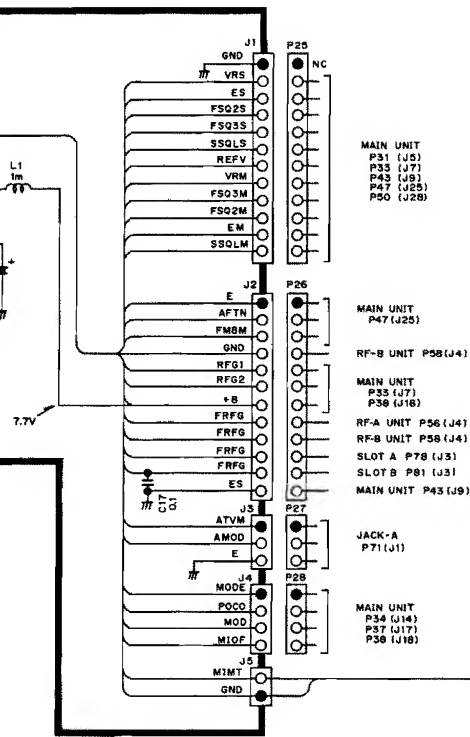 J1 P25
GND
NC
VRS
ES
FSQ2S
FSQ3S
SSQLS
REFV
VRM
FSQ3M
FSQ2M
EM
SSQLM
MAIN UNIT
P31 (J5)
P33 (J7)
P43 (J9)
P47 (J25)
P50 (J28)
L1
1m
+
7.7V
J2 P26
E
AFTN
FM8M
GND
RFG1
RFG2
+8
FRFG
FRFG
FRFG
FRFG
ES
C17
0.1
MAIN UNIT
P47(J25)
RF-B UNIT P58(J4)
MAIN UNIT
P33 (J7)
P38 (J18)
RF-A UNIT P56 (J4)
RF-B UNIT P58 (J4)
SLOT A P78 (J3)
SLOT B P81 (J3)
MAIN UNIT P43 (J9)
J3 P27
ATVM
AMOD
E
JACK-A
P71(J1)
J4 P28
MODE
POCO
MOD
MIOF
MAIN UNIT
P34 (J14)
P37 (J17)
P38 (J18)
J5
MIMT
GND